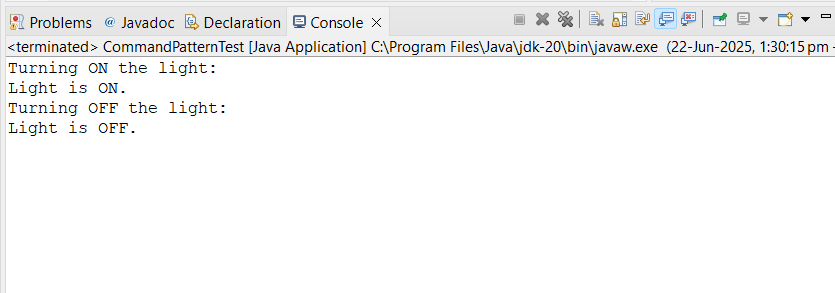 Problems @ Javadoc Declaration Console
<terminated> CommandPatternTest [Java Application] C:\Program Files\Java\jdk-20\bin\javaw.exe (22-Jun-2025, 1:30:15 pm –
Turning ON the light:
Light is ON.
Turning OFF the light:
Light is OFF.